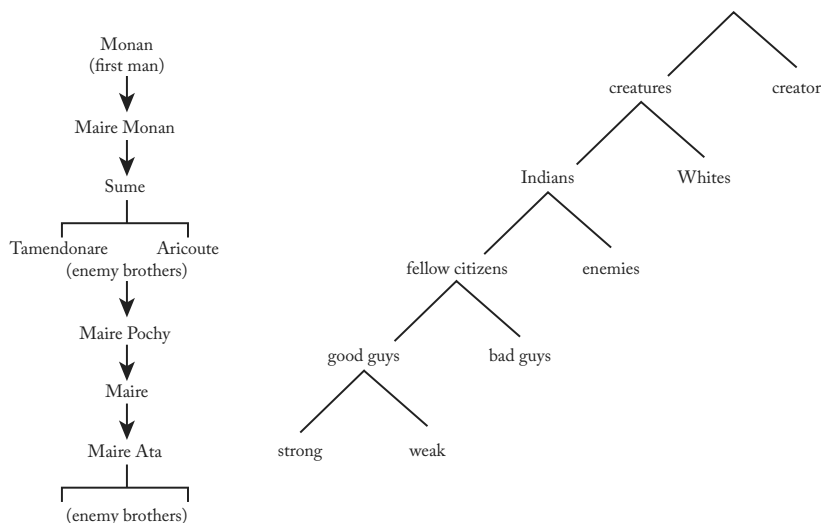 Monan
(first man)
Maire Monan
Sume
Tamendonare Aricoute
(enemy brothers)
Maire Pochy
Maire
Maire Ata
(enemy brothers)
creatures creator
Indians Whites
fellow citizens enemies
good guys bad guys
strong weak